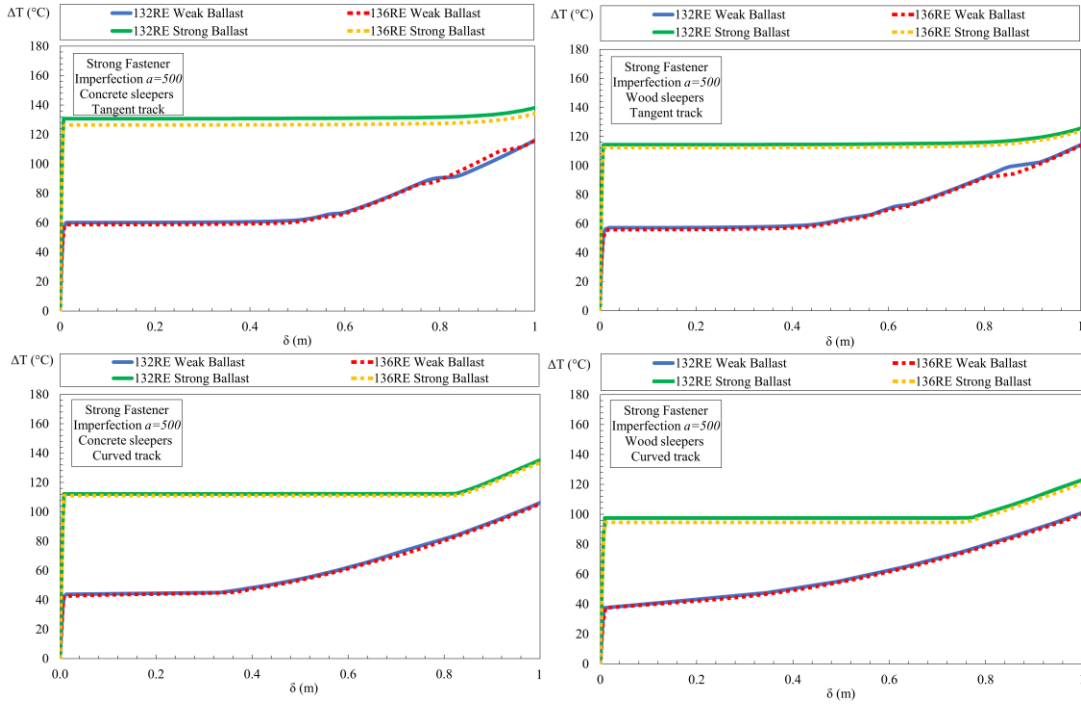 ΔT (°C)
132RE Weak Ballast
136RE Weak Ballast
132RE Strong Ballast
136RE Strong Ballast
180
160
140
120
100
80
60
40
20
0
Strong Fastener
Imperfection a=500
Concrete sleepers
Tangent track
0
0.2
0.4
0.6
0.8
1
δ (m)
ΔT (°C)
132RE Weak Ballast
136RE Weak Ballast
132RE Strong Ballast
136RE Strong Ballast
180
160
140
120
100
80
60
40
20
0
Strong Fastener
Imperfection a=500
Wood sleepers
Tangent track
0
0.2
0.4
0.6
0.8
1
δ (m)
ΔT (°C)
132RE Weak Ballast
136RE Weak Ballast
132RE Strong Ballast
136RE Strong Ballast
180
160
140
120
100
80
60
40
20
0
Strong Fastener
Imperfection a=500
Concrete sleepers
Curved track
0.0
0.2
0.4
0.6
0.8
1
δ (m)
ΔT (°C)
132RE Weak Ballast
136RE Weak Ballast
132RE Strong Ballast
136RE Strong Ballast
180
160
140
120
100
80
60
40
20
0
Strong Fastener
Imperfection a=500
Wood sleepers
Curved track
0
0.2
0.4
0.6
0.8
1
δ (m)